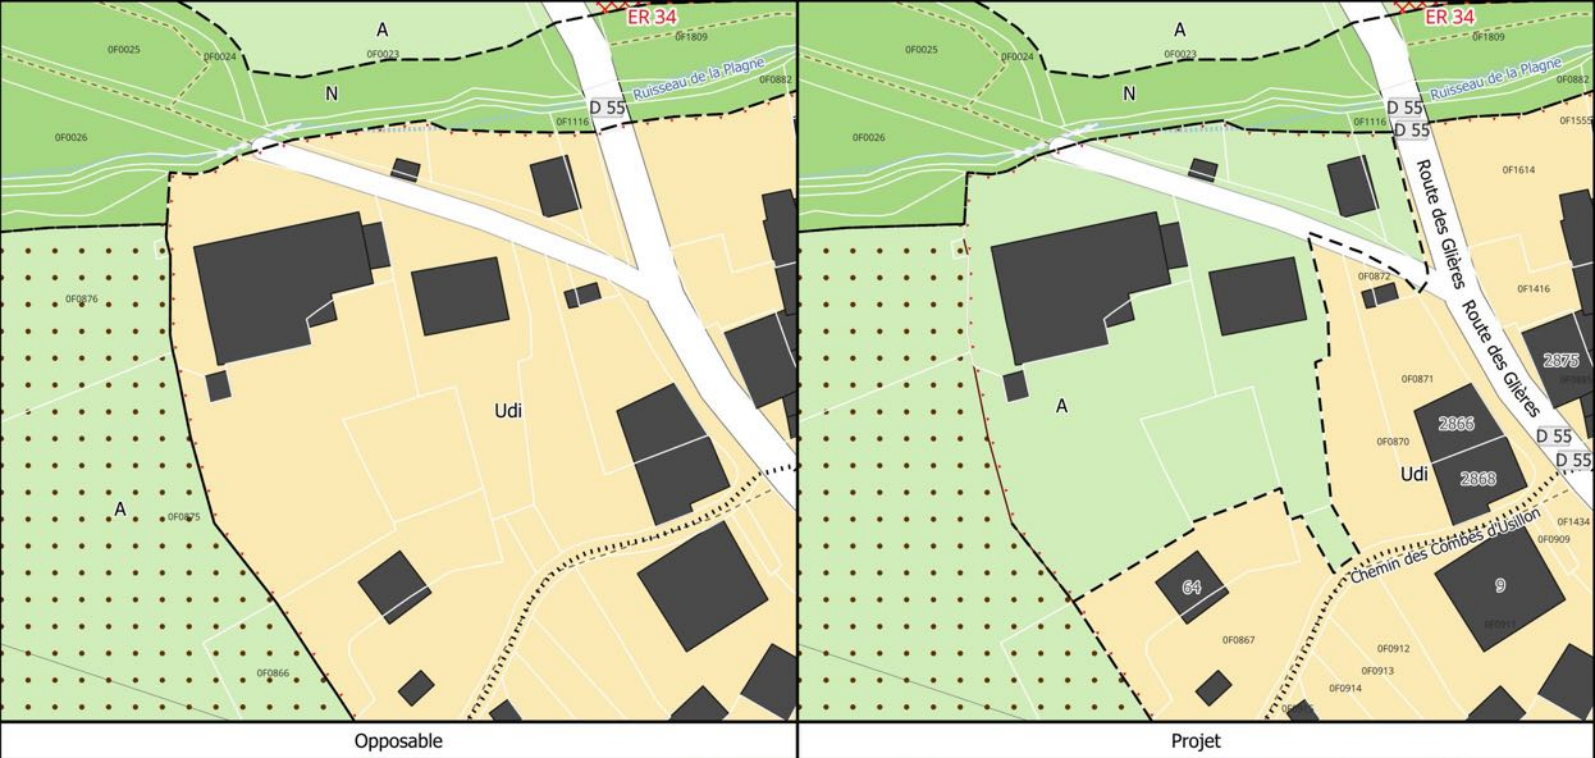 ER 34
A
0F0025
0F0024
0F0023
0F1809
Ruisseau de la Plagne
0F0882
N
D 55
0F1116
0F0026
0F0876
Udi
A
0F0875
0F0866
Opposable
ER 34
A
0F0025
0F0024
0F0023
0F1809
Ruisseau de la Plagne
0F0882
N
D 55
0F1116
D 55
0F1555
0F0026
0F1614
Route des Glières
0F0872
0F1416
Route des Glières
2875
0F0871
A
2866
0F0870
D 55
D 55
Udi
2868
0F1434
Chemin des Combes d'Usillon
0F0909
64
9
0F0911
0F0867
0F0912
0F0913
0F0914
Projet